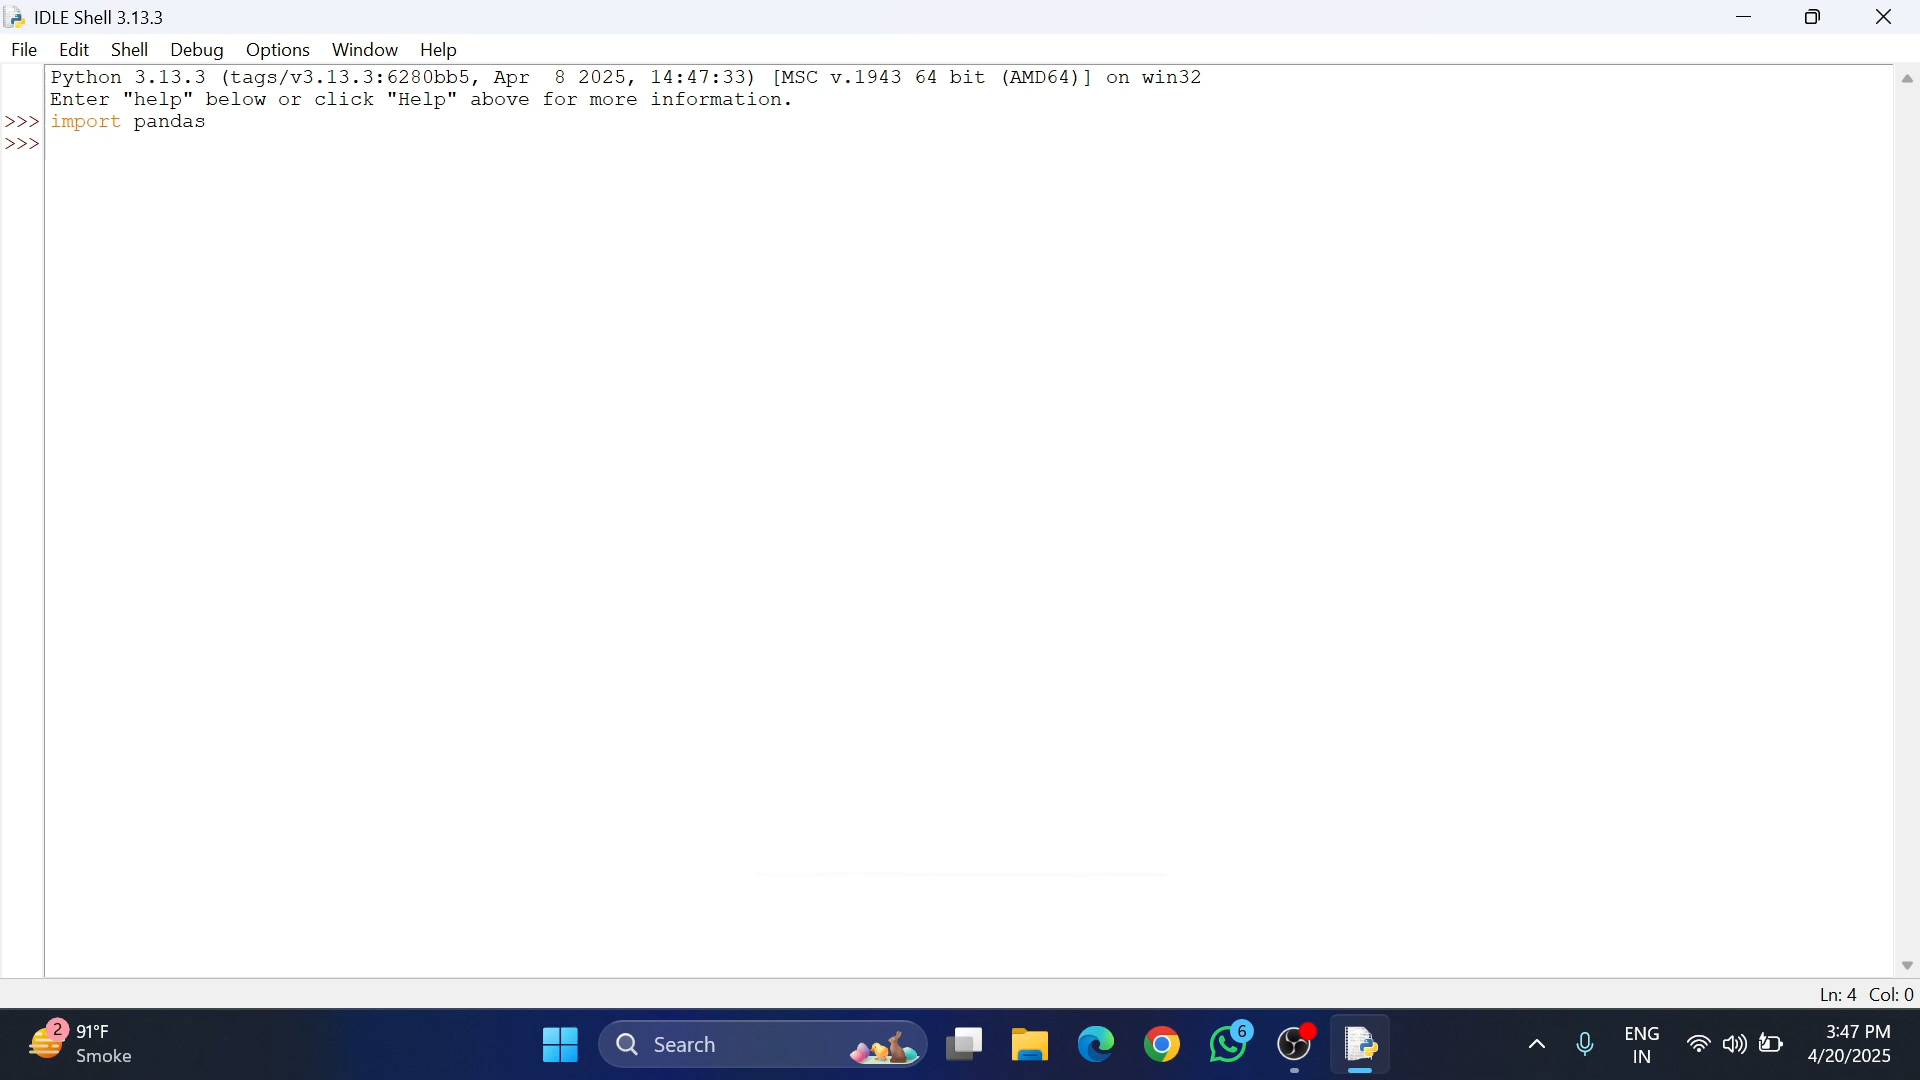 IDLE Shell 3.13.3
File Edit Shell Debug Options Window Help
Python 3.13.3 (tags/v3.13.3:6280bb5, Apr  8 2025, 14:47:33) [MSC v.1943 64 bit (AMD64)] on win32
Enter "help" below or click "Help" above for more information.
>>> import pandas
>>>
Ln: 4 Col: 0
2 91°F
Smoke
Search
6
ENG
IN
3:47 PM
4/20/2025